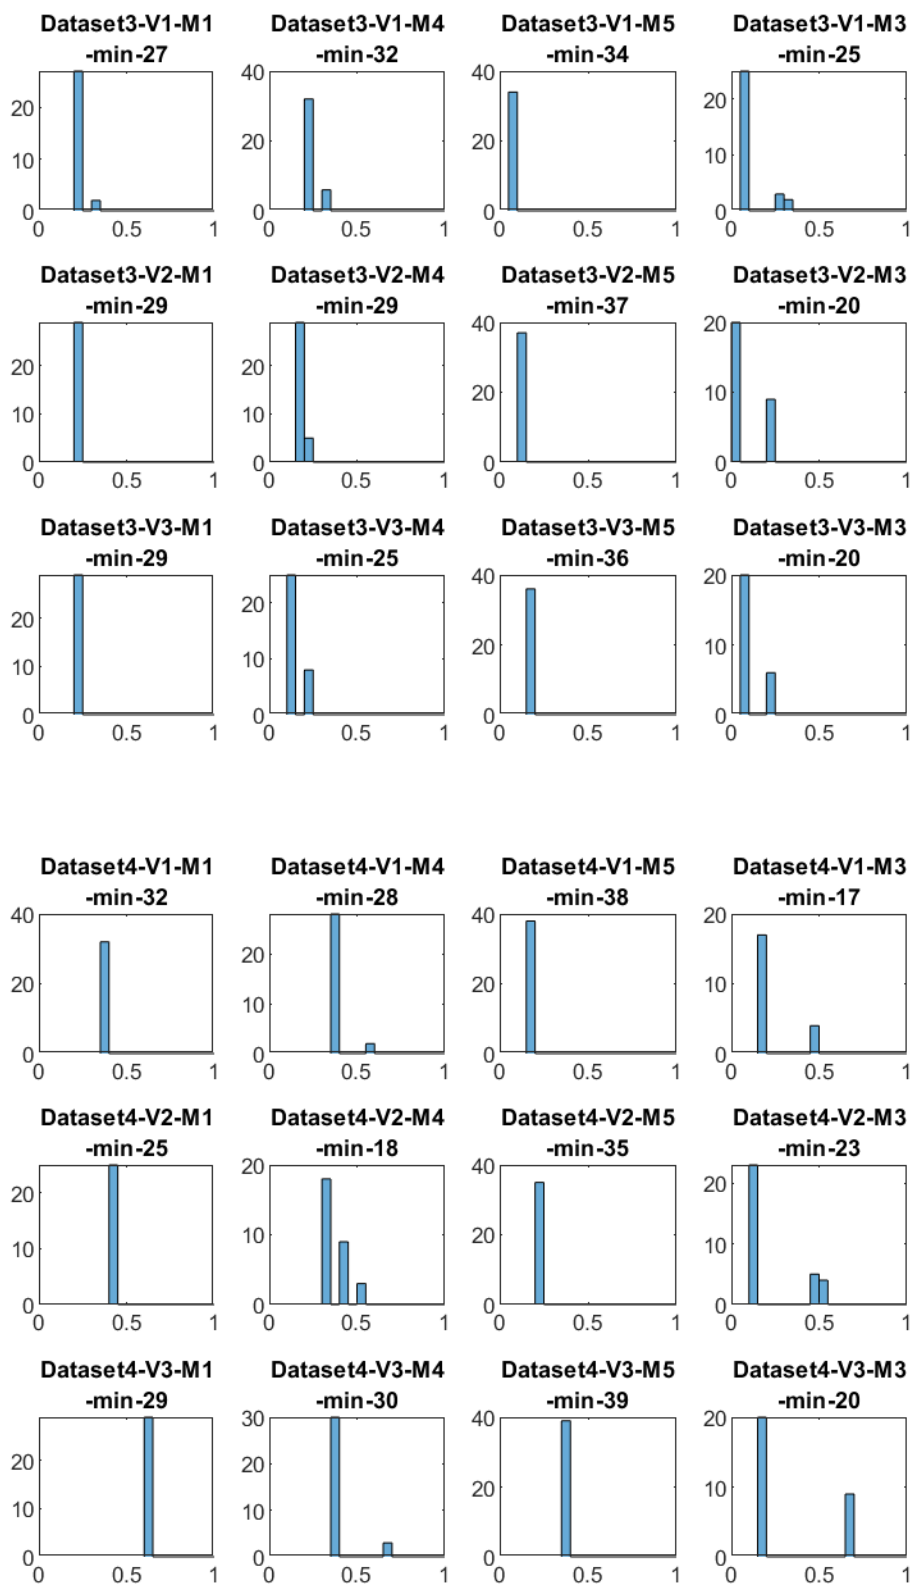 Dataset3-V1-M1
-min-27
20
10
0
0 0.5 1
Dataset3-V1-M4
-min-32
40
20
0
0 0.5 1
Dataset3-V1-M5
-min-34
40
20
0
0 0.5 1
Dataset3-V1-M3
-min-25
20
10
0
0 0.5 1
Dataset3-V2-M1
-min-29
20
10
0
0 0.5 1
Dataset3-V2-M4
-min-29
20
10
0
0 0.5 1
Dataset3-V2-M5
-min-37
40
20
0
0 0.5 1
Dataset3-V2-M3
-min-20
20
10
0
0 0.5 1
Dataset3-V3-M1
-min-29
20
10
0
0 0.5 1
Dataset3-V3-M4
-min-25
20
10
0
0 0.5 1
Dataset3-V3-M5
-min-36
40
20
0
0 0.5 1
Dataset3-V3-M3
-min-20
20
10
0
0 0.5 1
Dataset4-V1-M1
-min-32
40
20
0
0 0.5 1
Dataset4-V1-M4
-min-28
20
10
0
0 0.5 1
Dataset4-V1-M5
-min-38
40
20
0
0 0.5 1
Dataset4-V1-M3
-min-17
20
10
0
0 0.5 1
Dataset4-V2-M1
-min-25
20
10
0
0 0.5 1
Dataset4-V2-M4
-min-18
20
10
0
0 0.5 1
Dataset4-V2-M5
-min-35
40
20
0
0 0.5 1
Dataset4-V2-M3
-min-23
20
10
0
0 0.5 1
Dataset4-V3-M1
-min-29
20
10
0
0 0.5 1
Dataset4-V3-M4
-min-30
30
20
10
0
0 0.5 1
Dataset4-V3-M5
-min-39
40
20
0
0 0.5 1
Dataset4-V3-M3
-min-20
20
10
0
0 0.5 1